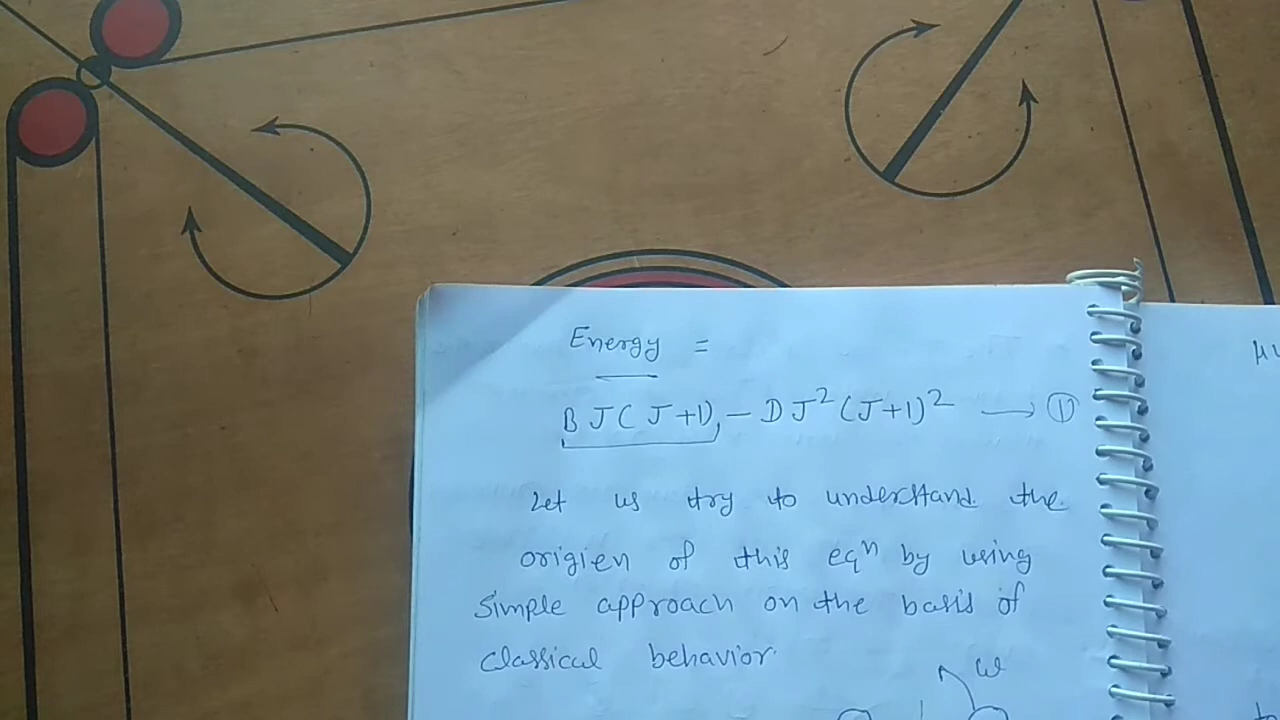 Energy =
BJ(J+1) - DJ²(J+1)² → ①
Let us try to understand the
origien of this eqⁿ by using
simple approach on the basis of
classical behavior.
ω